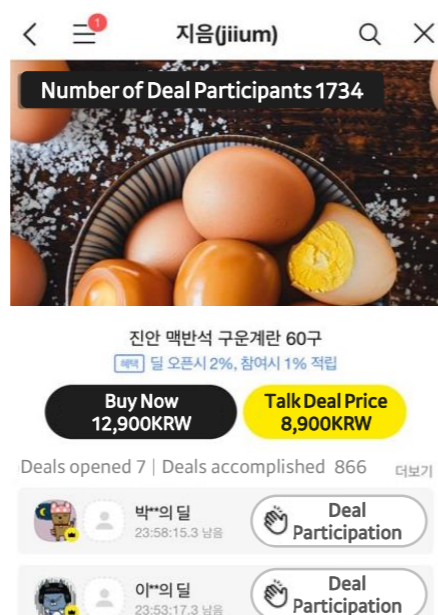 1
지음(jiium)
Number of Deal Participants 1734
진안 맥반석 구운계란 60구
혜택 딜 오픈시 2%, 참여시 1% 적립
Buy Now
12,900KRW
Talk Deal Price
8,900KRW
Deals opened 7 | Deals accomplished 866
더보기
박**의 딜
23:58:15.3 남음
Deal
Participation
이**의 딜
23:53:17.3 남음
Deal
Participation